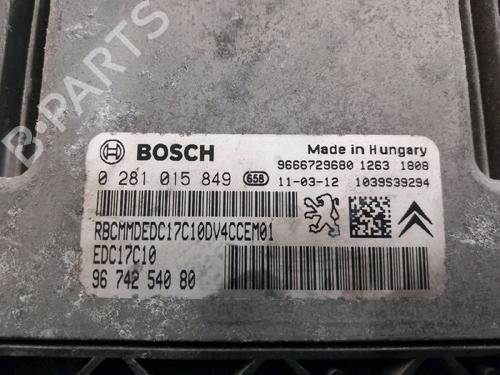 BOSCH
Made in Hungary
9666729680 1263 1808
0 281 015 849 658 11-03-12 1039S39294
RBCMMDEDC17C10DV4CCEM01
EDC17C10
96 742 540 80